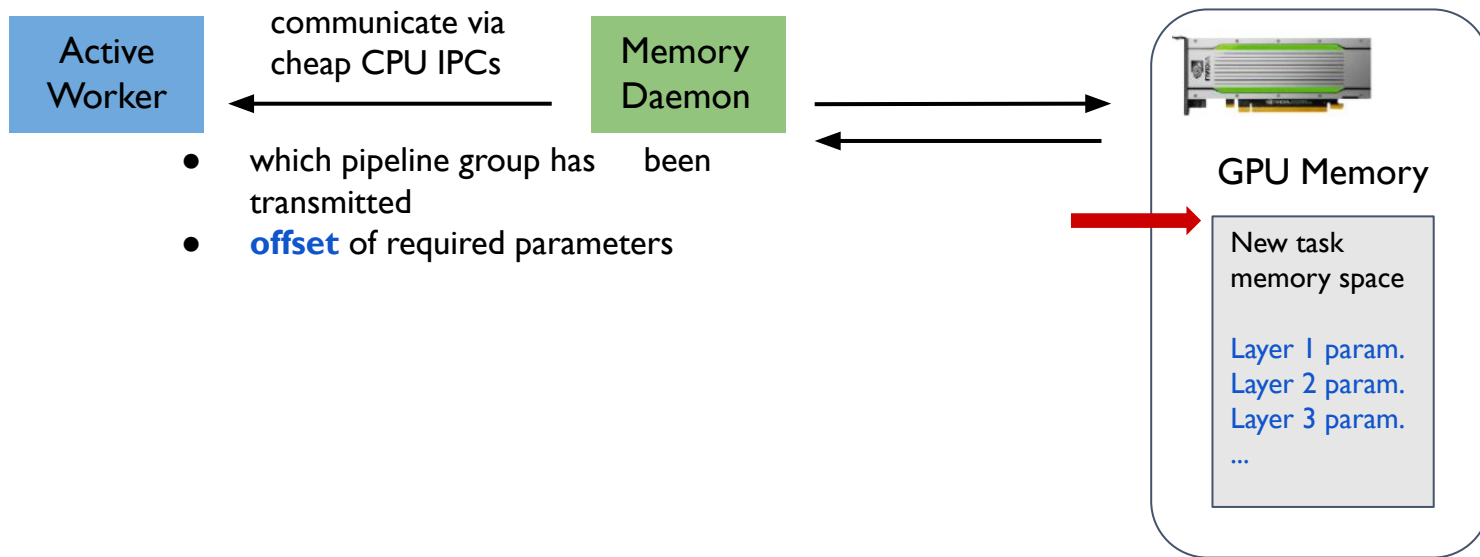 Active
Worker
communicate via
cheap CPU IPCs
Memory
Daemon
● which pipeline group has been
transmitted
● offset of required parameters
NVIDIA
GPU Memory
New task
memory space
Layer 1 param.
Layer 2 param.
Layer 3 param.
...